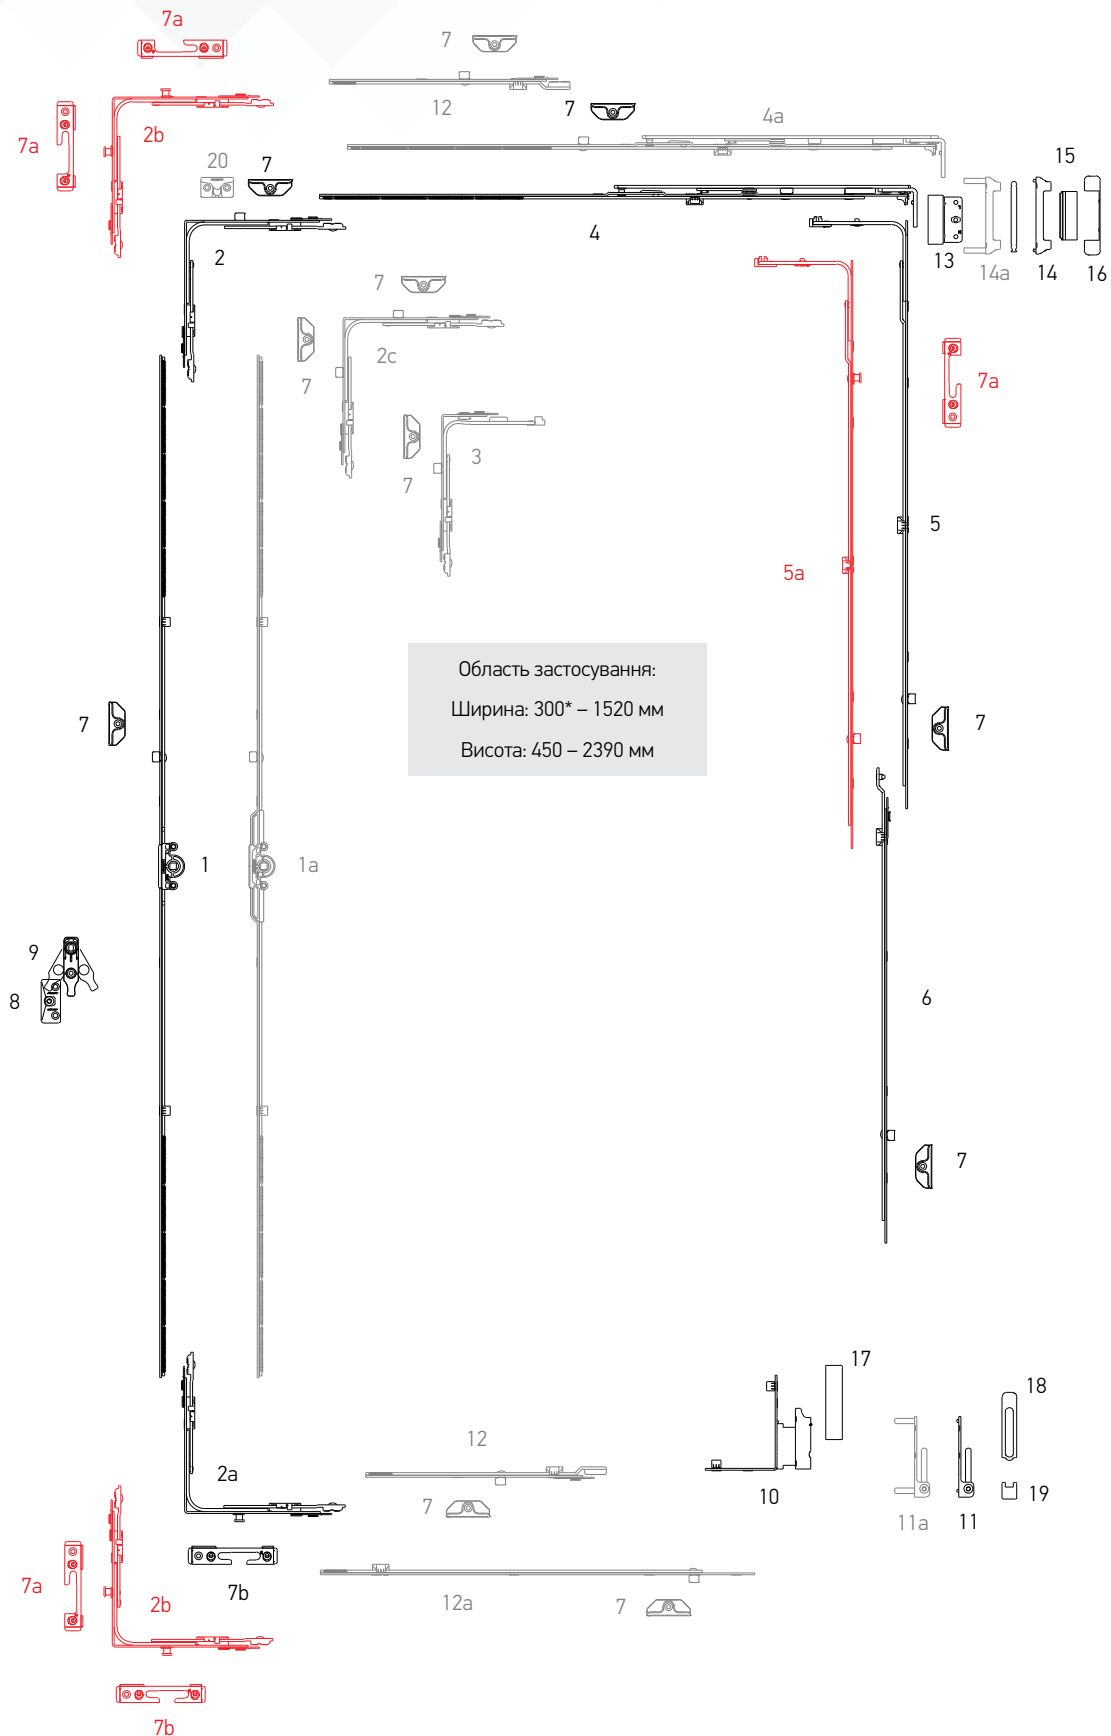 7a
7
12
7
4a
7a
2b
20
7
15
2
4
13
14a
14
16
7
2c
7
7a
3
7
5
5a
Область застосування:
Ширина: 300* – 1520 мм
Висота: 450 – 2390 мм
7
7
1
1a
9
8
6
7
17
18
12
2a
10
7
11a
11
19
7a
2b
7b
12a
7
7b